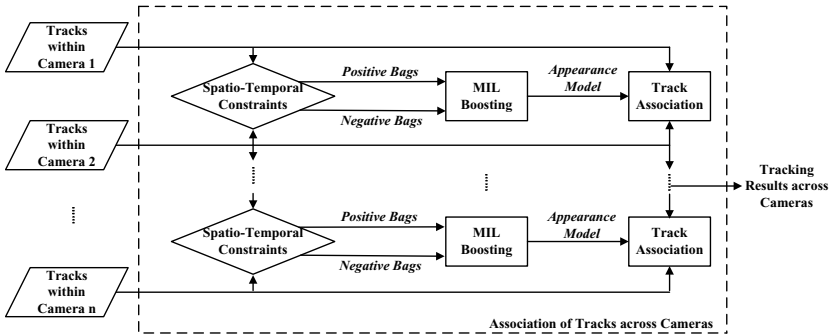 Tracks
within
Camera 1
Spatio-Temporal
Constraints
Positive Bags
Negative Bags
MIL
Boosting
Appearance
Model
Track
Association
Tracks
within
Camera 2
Tracking
Results across
Cameras
Spatio-Temporal
Constraints
Positive Bags
Negative Bags
MIL
Boosting
Appearance
Model
Track
Association
Tracks
within
Camera n
Association of Tracks across Cameras